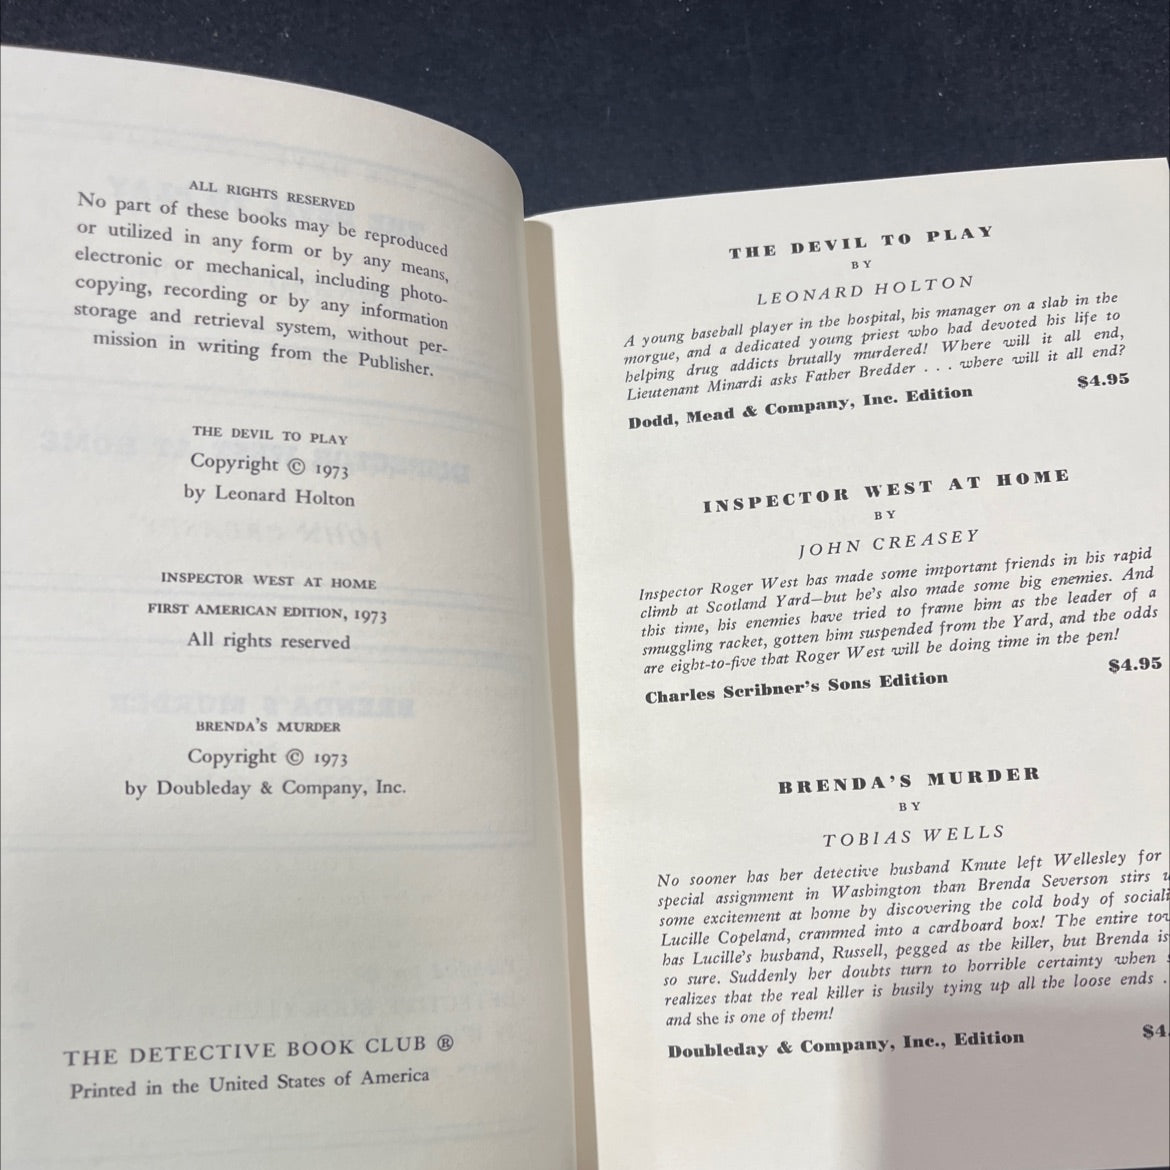 ALL RIGHTS RESERVED
No part of these books may be reproduced
or utilized in any form or by any means,
electronic or mechanical, including photo-
copying, recording or by any information
storage and retrieval system, without per-
mission in writing from the Publisher.
THE DEVIL TO PLAY
Copyright © 1973
by Leonard Holton
INSPECTOR WEST AT HOME
FIRST AMERICAN EDITION, 1973
All rights reserved
BRENDA'S MURDER
Copyright © 1973
by Doubleday & Company, Inc.
THE DETECTIVE BOOK CLUB ®
Printed in the United States of America
THE DEVIL TO PLAY
BY
LEONARD HOLTON
A young baseball player in the hospital, his manager on a slab in the
morgue, and a dedicated young priest who had devoted his life to
helping drug addicts brutally murdered! Where will it all end,
Lieutenant Minardi asks Father Bredder . . . where will it all end?
Dodd, Mead & Company, Inc. Edition $4.95
INSPECTOR WEST AT HOME
BY
JOHN CREASEY
Inspector Roger West has made some important friends in his rapid
climb at Scotland Yard—but he's also made some big enemies. And
this time, his enemies have tried to frame him as the leader of a
smuggling racket, gotten him suspended from the Yard, and the odds
are eight-to-five that Roger West will be doing time in the pen!
Charles Scribner's Sons Edition $4.95
BRENDA'S MURDER
BY
TOBIAS WELLS
No sooner has her detective husband Knute left Wellesley for
special assignment in Washington than Brenda Severson stirs
some excitement at home by discovering the cold body of
Lucille Copeland, crammed into a cardboard box! The entire
has Lucille's husband, Russell, pegged as the killer, but Brenda is
so sure. Suddenly her doubts turn to horrible certainty when
realizes that the real killer is busily tying up all the loose ends .
and she is one of them!
Doubleday & Company, Inc., Edition $4.